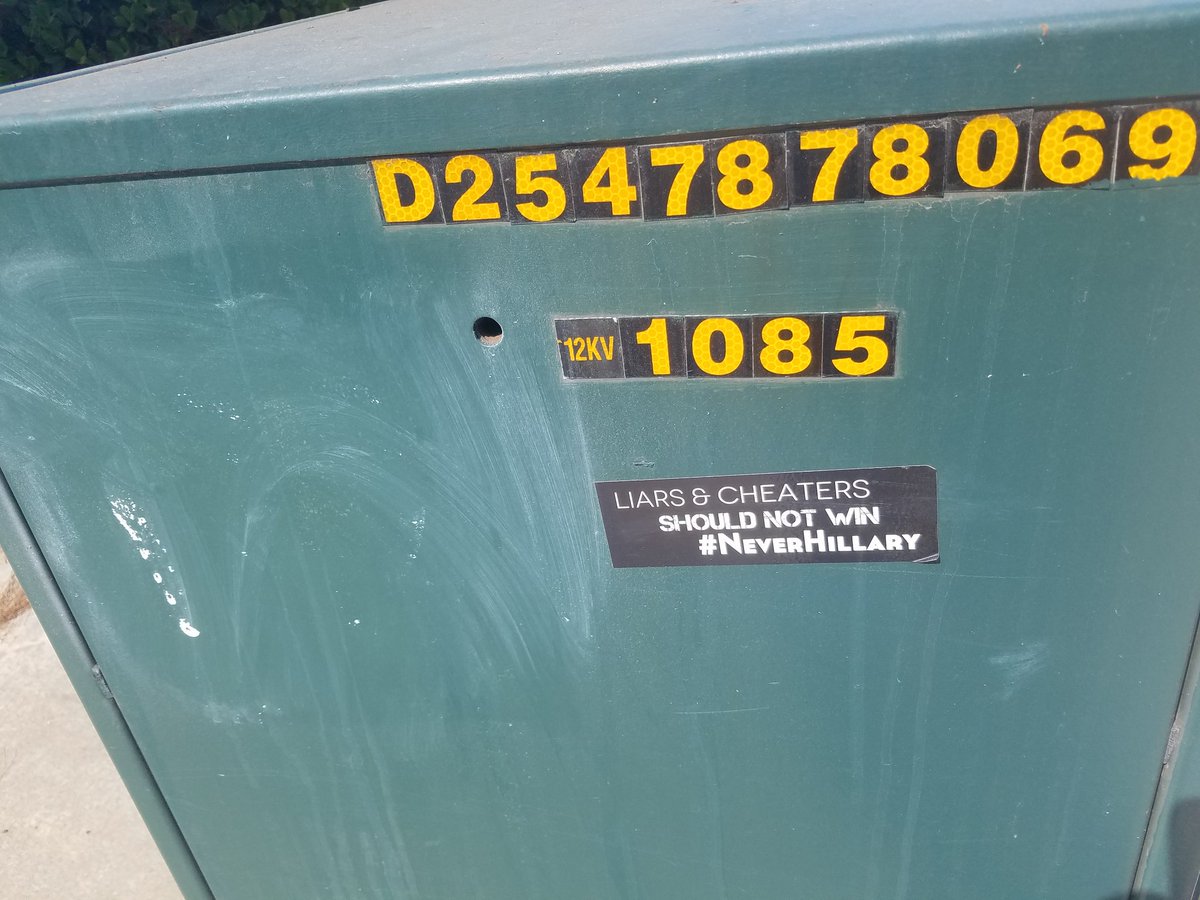 D2547878069
12KV 1085
LIARS & CHEATERS
SHOULD NOT WIN
#NEVERHILLARY